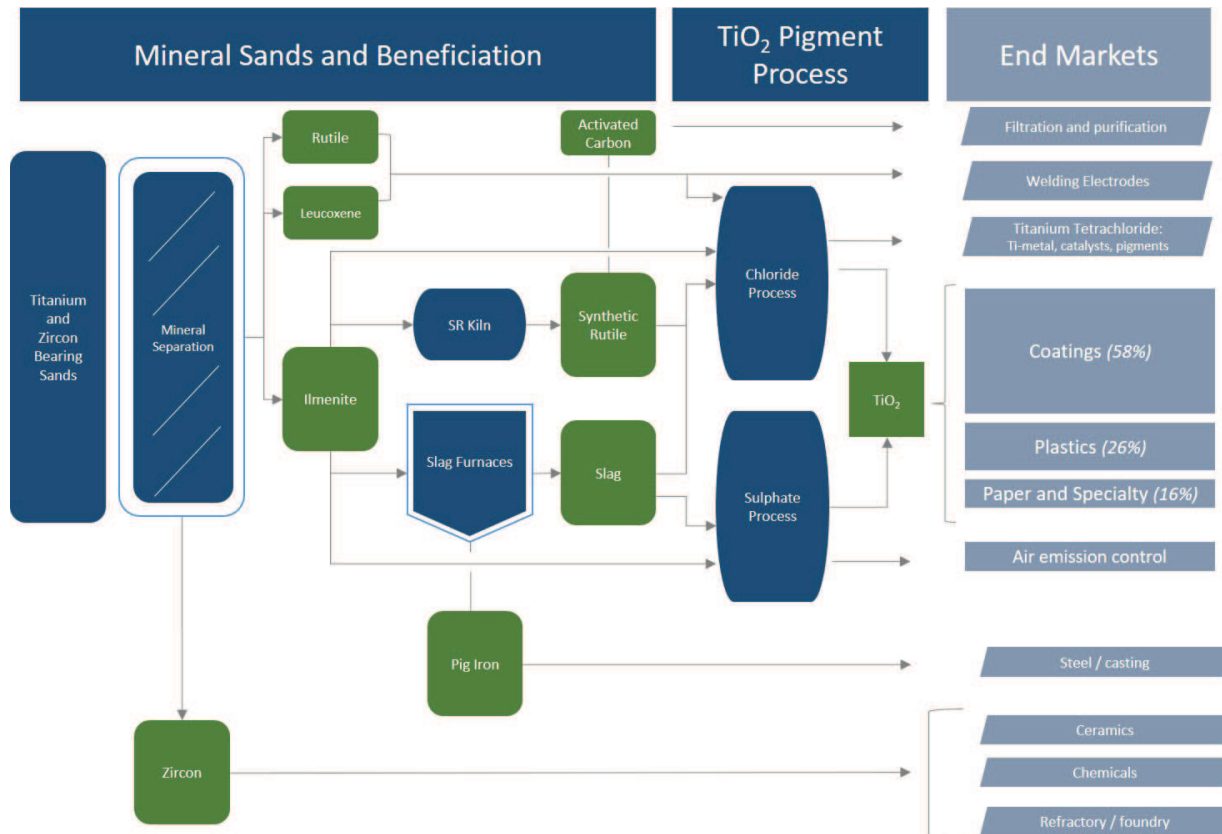 Mineral Sands and Beneficiation
TiO₂ Pigment
Process
End Markets
Titanium
and
Zircon
Bearing
Sands
Mineral
Separation
Rutile
Leucoxene
Ilmenite
SR Kiln
Slag Furnaces
Activated
Carbon
Synthetic
Rutile
Slag
Pig Iron
Zircon
Chloride
Process
Sulphate
Process
TiO₂
Filtration and purification
Welding Electrodes
Titanium Tetrachloride:
Ti-metal, catalysts, pigments
Coatings (58%)
Plastics (26%)
Paper and Specialty (16%)
Air emission control
Steel / casting
Ceramics
Chemicals
Refractory / foundry